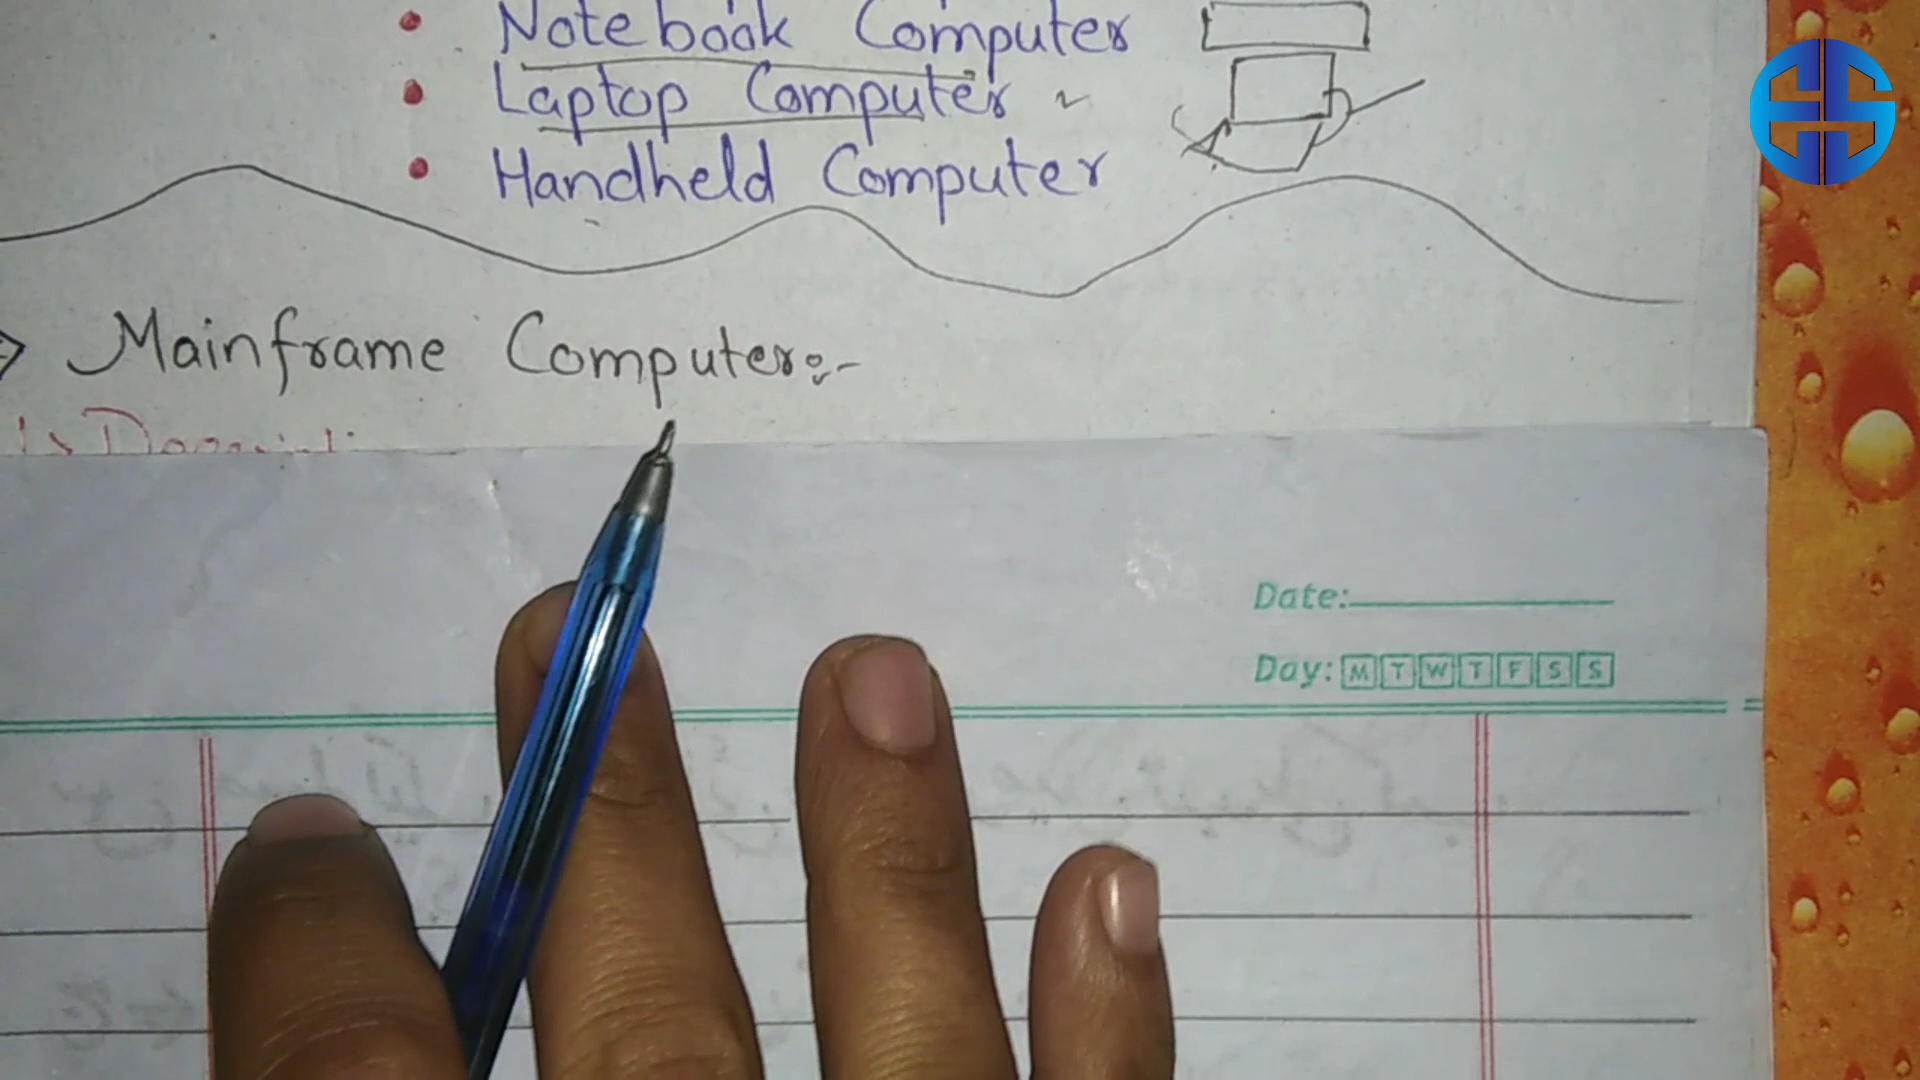 • Notebook Computer
• Laptop Computer
• Handheld Computer
Mainframe Computer:-
Date:
Day: M T W T F S S